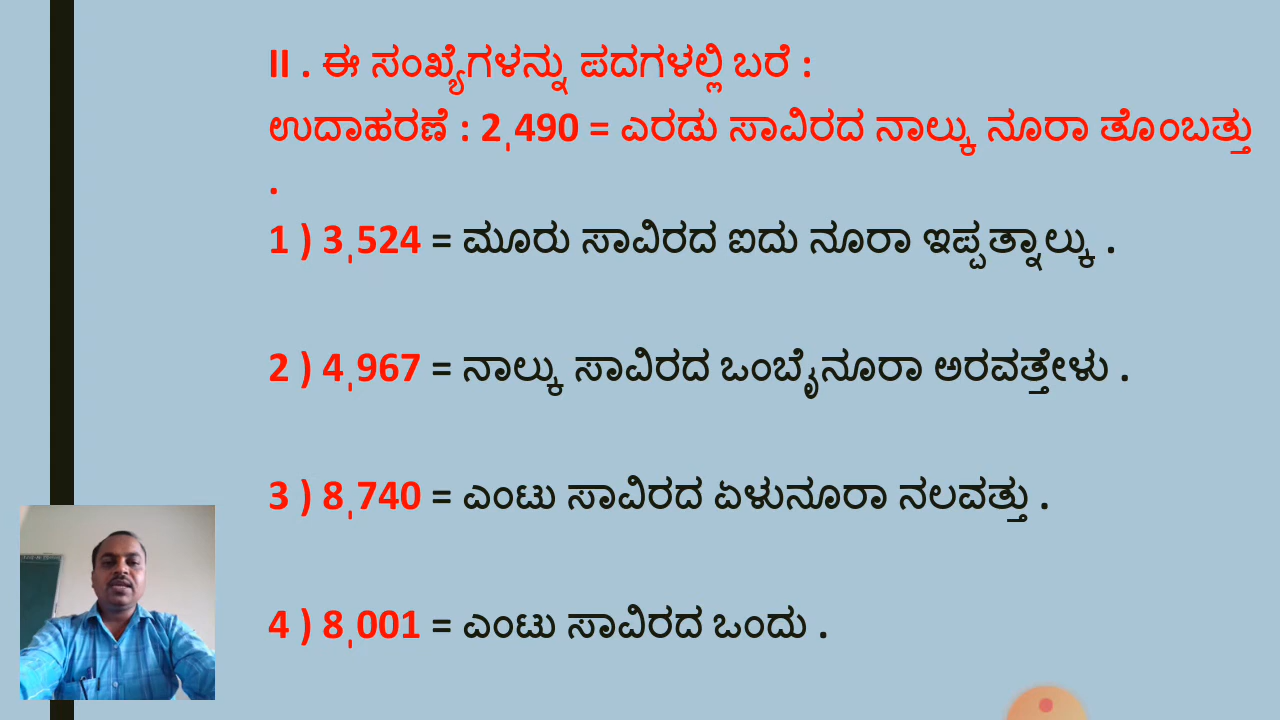 II . ಈ ಸಂಖ್ಯೆಗಳನ್ನು ಪದಗಳಲ್ಲಿ ಬರೆ :
ಉದಾಹರಣೆ : 2,490 = ಎರಡು ಸಾವಿರದ ನಾಲ್ಕು ನೂರಾ ತೊಂಬತ್ತು
.
1 ) 3,524 = ಮೂರು ಸಾವಿರದ ಐದು ನೂರಾ ಇಪ್ಪತ್ನಾಲ್ಕು .
2 ) 4,967 = ನಾಲ್ಕು ಸಾವಿರದ ಒಂಬೈನೂರಾ ಅರವತ್ತೇಳು .
3 ) 8,740 = ಎಂಟು ಸಾವಿರದ ಏಳುನೂರಾ ನಲವತ್ತು .
4 ) 8,001 = ಎಂಟು ಸಾವಿರದ ಒಂದು .